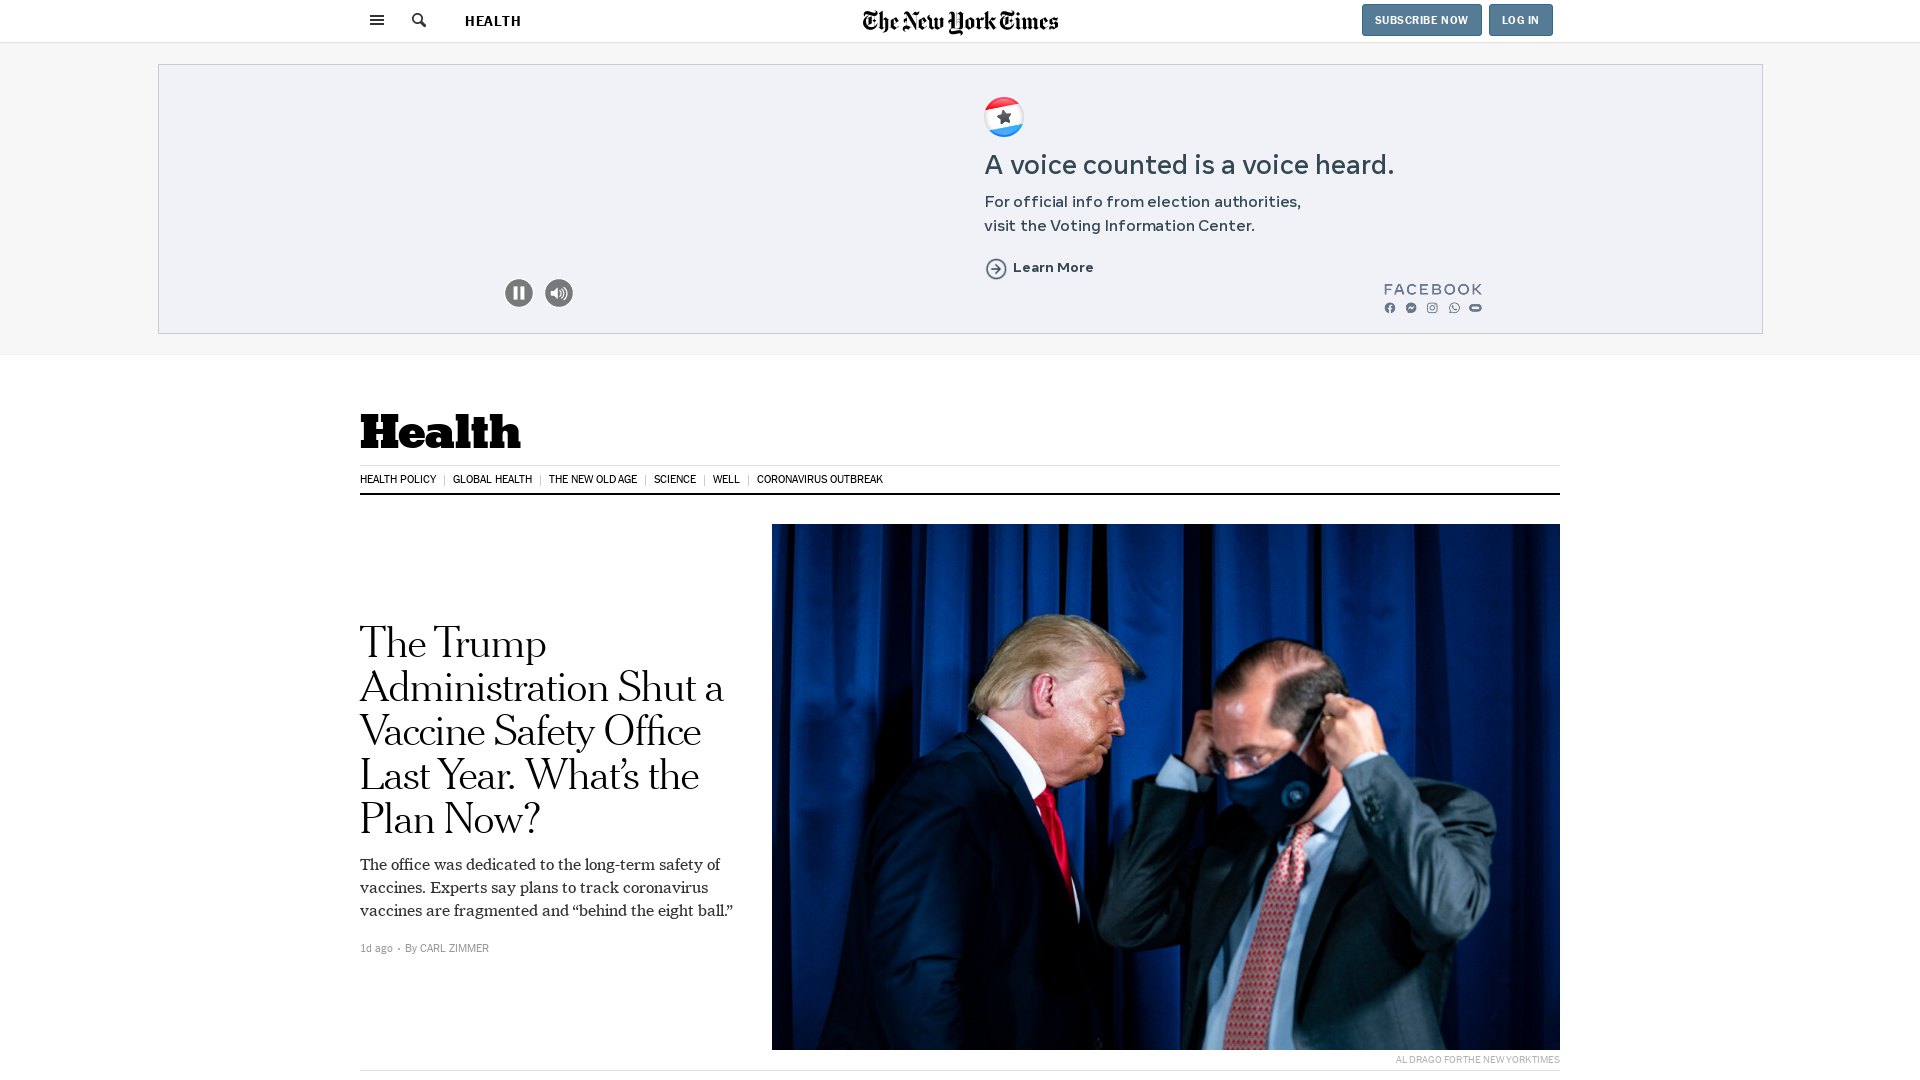 HEALTH
The New York Times
SUBSCRIBE NOW
LOG IN
A voice counted is a voice heard.
For official info from election authorities,
visit the Voting Information Center.
Learn More
FACEBOOK
Health
HEALTH POLICY
GLOBAL HEALTH
THE NEW OLD AGE
SCIENCE
WELL
CORONAVIRUS OUTBREAK
The Trump
Administration Shut a
Vaccine Safety Office
Last Year. What’s the
Plan Now?
The office was dedicated to the long-term safety of
vaccines. Experts say plans to track coronavirus
vaccines are fragmented and “behind the eight ball.”
1d ago • By CARL ZIMMER
AL DRAGO FOR THE NEW YORK TIMES